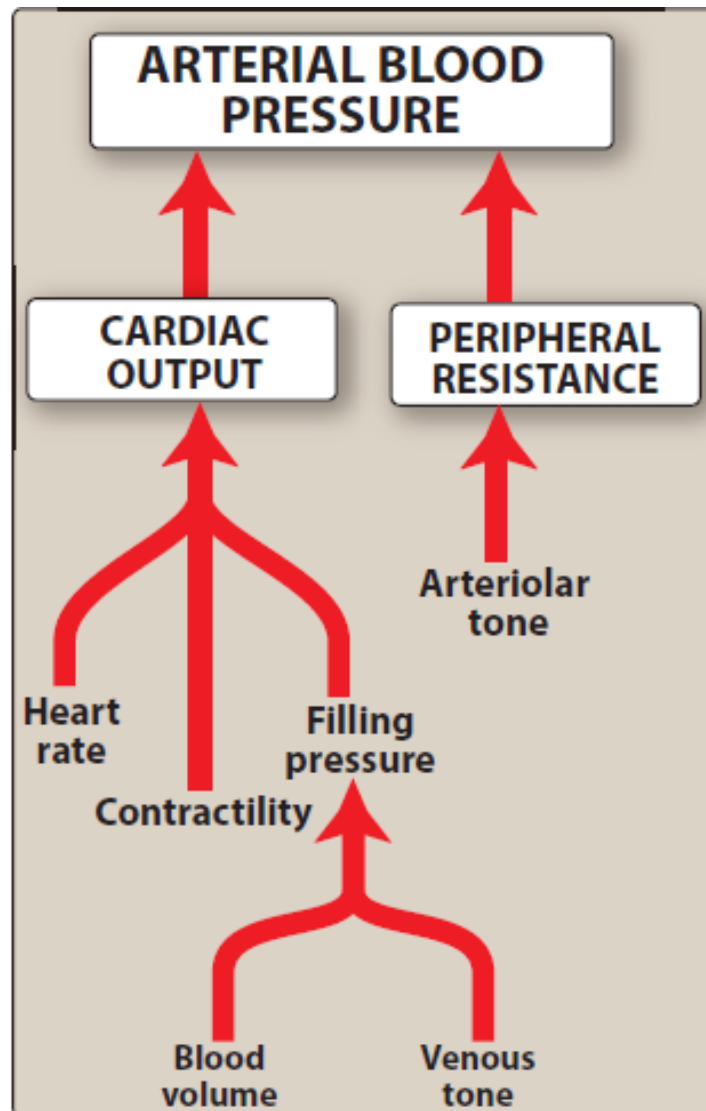 ARTERIAL BLOOD
PRESSURE
CARDIAC
OUTPUT
PERIPHERAL
RESISTANCE
Arteriolar
tone
Heart
rate
Filling
pressure
Contractility
Blood
volume
Venous
tone